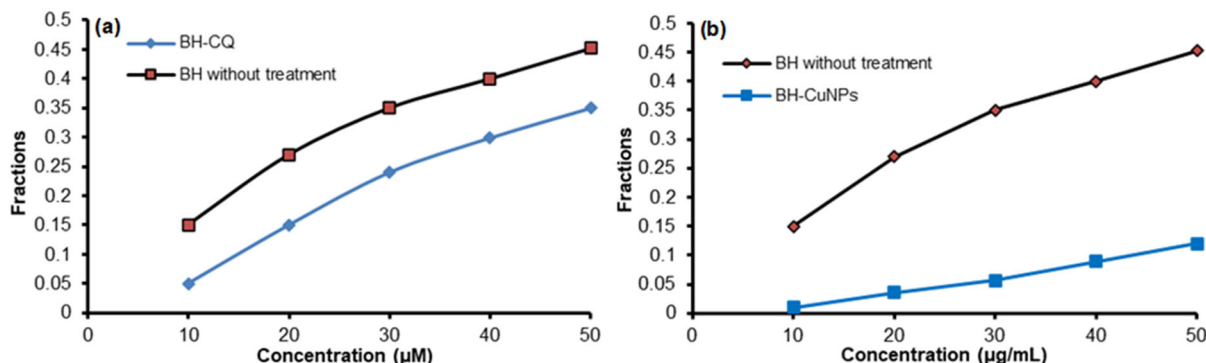 (a)
BH-CQ
BH without treatment
Fractions
0.5
0.45
0.4
0.35
0.3
0.25
0.2
0.15
0.1
0.05
0
0 10 20 30 40 50
Concentration (µM)
(b)
BH without treatment
BH-CuNPs
Fractions
0.5
0.45
0.4
0.35
0.3
0.25
0.2
0.15
0.1
0.05
0
0 10 20 30 40 50
Concentration (µg/mL)